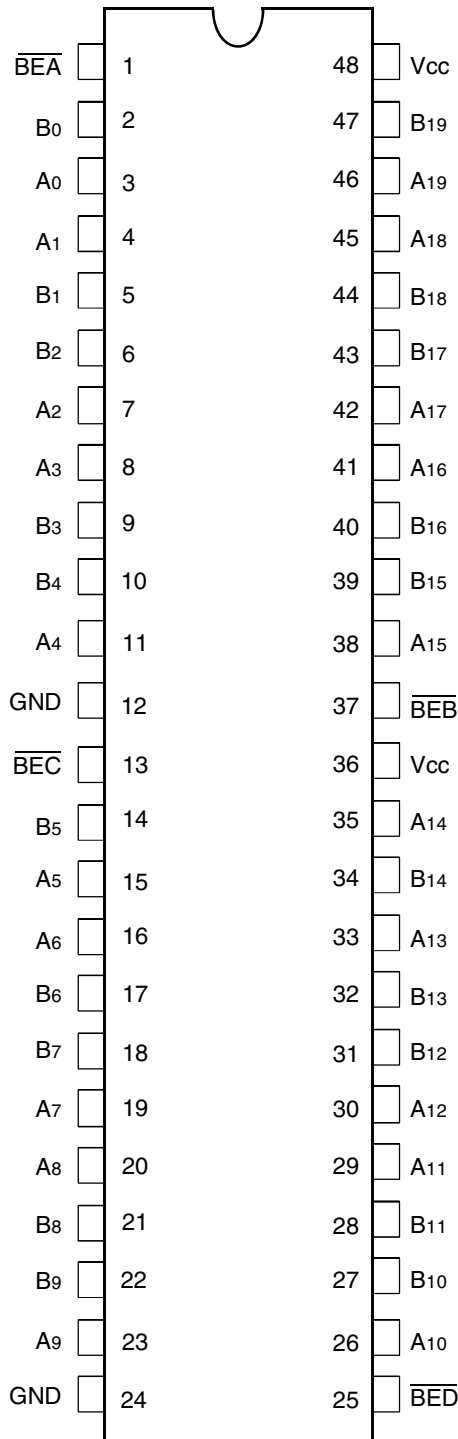 BEA 1 48 Vcc
B0 2 47 B19
A0 3 46 A19
A1 4 45 A18
B1 5 44 B18
B2 6 43 B17
A2 7 42 A17
A3 8 41 A16
B3 9 40 B16
B4 10 39 B15
A4 11 38 A15
GND 12 37 BEB
BEC 13 36 Vcc
B5 14 35 A14
A5 15 34 B14
A6 16 33 A13
B6 17 32 B13
B7 18 31 B12
A7 19 30 A12
A8 20 29 A11
B8 21 28 B11
B9 22 27 B10
A9 23 26 A10
GND 24 25 BED